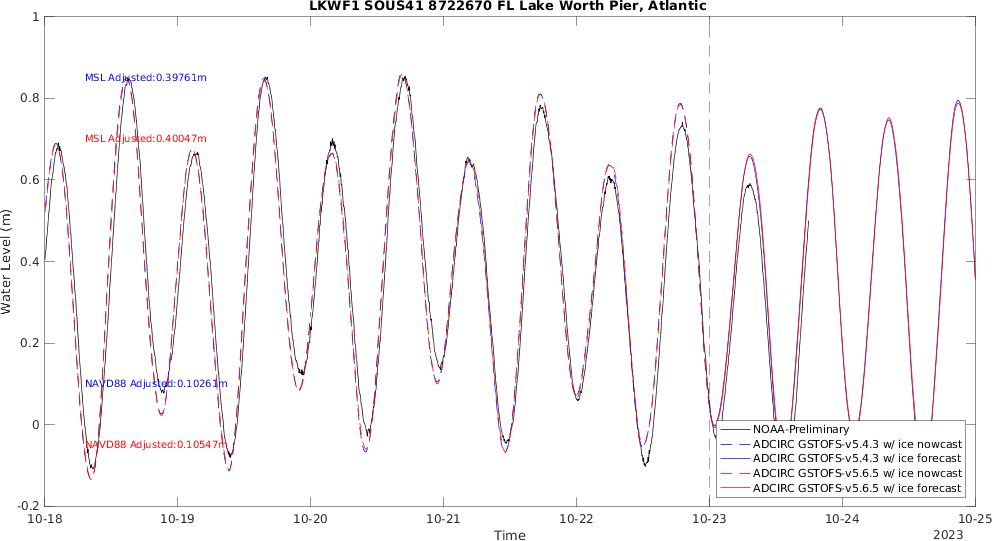 LKWF1 SOUS41 8722670 FL Lake Worth Pier, Atlantic
Water Level (m)
1
0.8
0.6
0.4
0.2
0
-0.2
MSL Adjusted:0.39761m
MSL Adjusted:0.40047m
NAVD88 Adjusted:0.10261m
NAVD88 Adjusted:0.10547m
NOAA-Preliminary
ADCIRC GSTOFS-v5.4.3 w/ ice nowcast
ADCIRC GSTOFS-v5.4.3 w/ ice forecast
ADCIRC GSTOFS-v5.6.5 w/ ice nowcast
ADCIRC GSTOFS-v5.6.5 w/ ice forecast
10-18 10-19 10-20 10-21 10-22 10-23 10-24 10-25
Time
2023